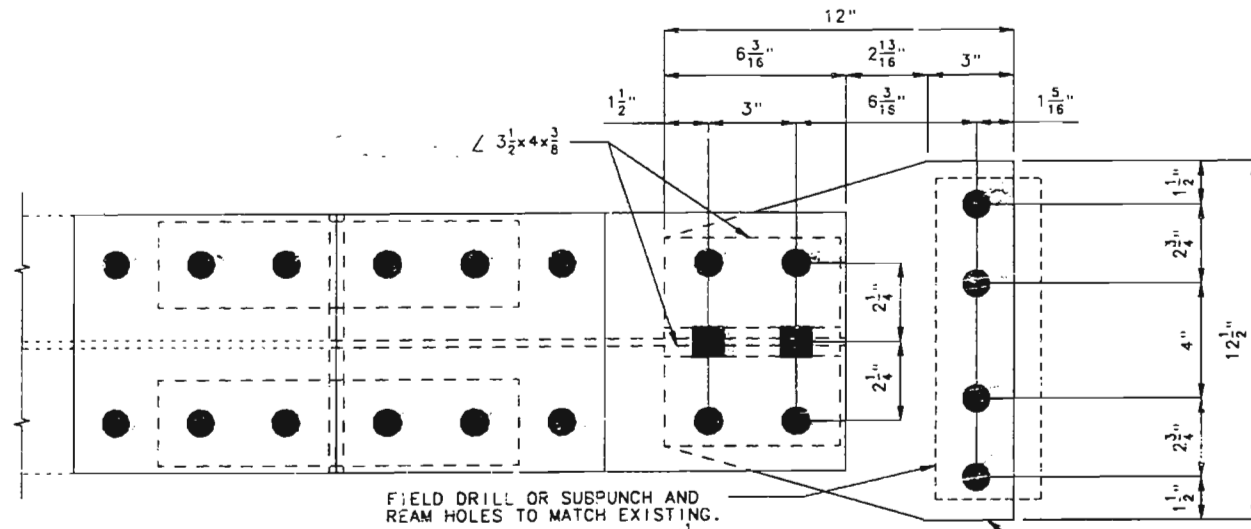 12"
6 3/16" 2 13/16" 3"
1 1/2" 3" 6 3/16" 1 5/16"
∠ 3 1/2 x 4 x 3/8
1 1/2"
2 3/4"
4"
2 3/4"
1 1/2"
12 1/2"
2 1/4"
2 1/4"
FIELD DRILL OR SUBPUNCH AND
REAM HOLES TO MATCH EXISTING.